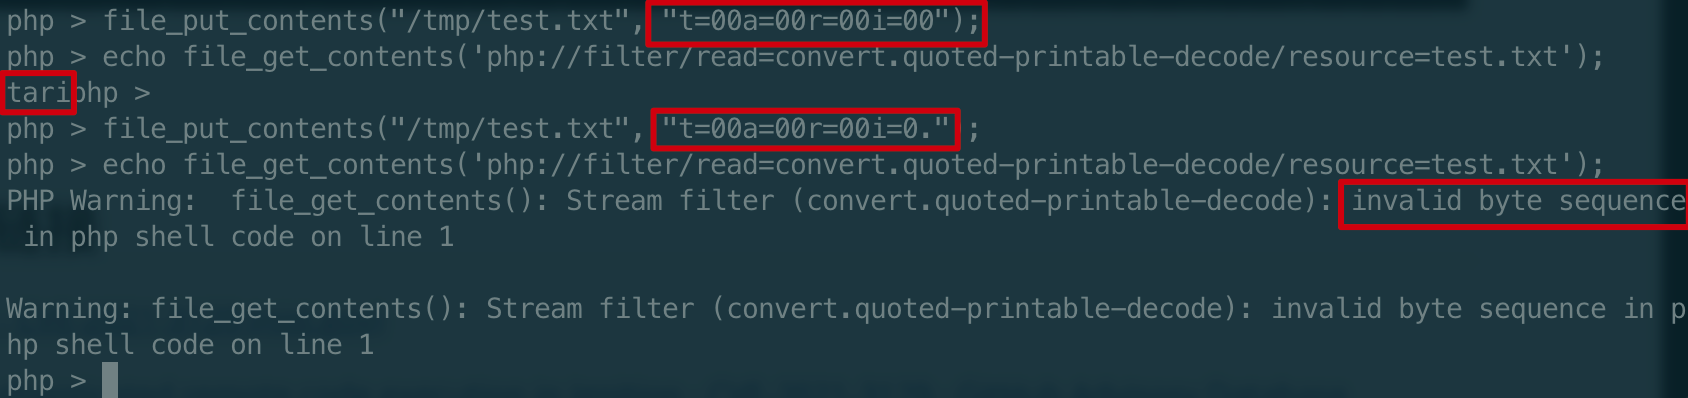 php > file_put_contents("/tmp/test.txt", "t=00a=00r=00i=00");
php > echo file_get_contents('php://filter/read=convert.quoted-printable-decode/resource=test.txt');
tariphp >
php > file_put_contents("/tmp/test.txt", "t=00a=00r=00i=0." ;
php > echo file_get_contents('php://filter/read=convert.quoted-printable-decode/resource=test.txt');
PHP Warning:  file_get_contents(): Stream filter (convert.quoted-printable-decode): invalid byte sequence
 in php shell code on line 1
Warning: file_get_contents(): Stream filter (convert.quoted-printable-decode): invalid byte sequence in p
hp shell code on line 1
php >